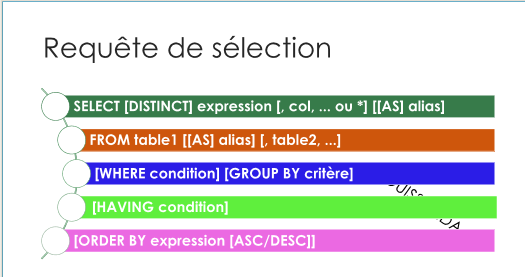 Requête de sélection
SELECT [DISTINCT] expression [, col, ... ou *] [[AS] alias]
FROM table1 [[AS] alias] [, table2, ...]
[WHERE condition] [GROUP BY critère]
[HAVING condition]
[ORDER BY expression [ASC/DESC]]